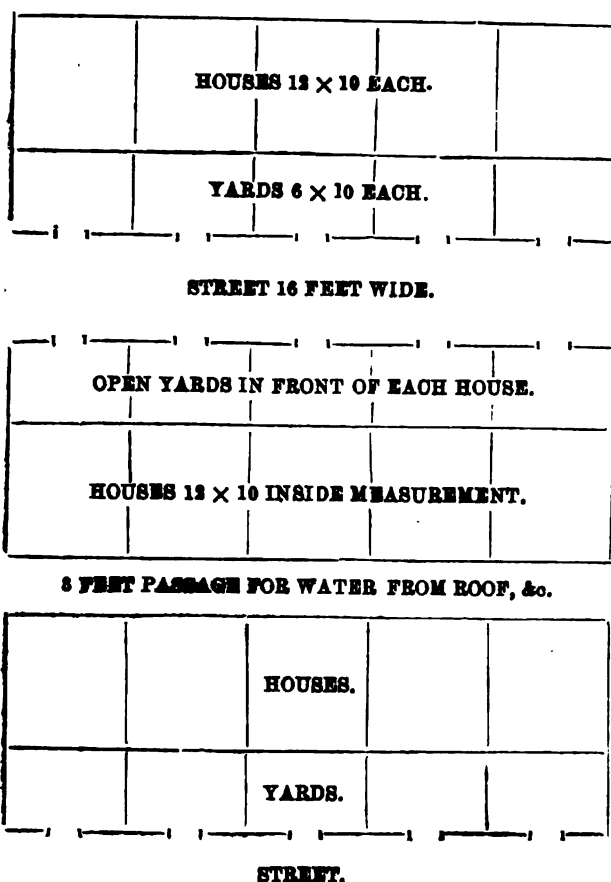 HOUSES 12 × 10 EACH.
YARDS 6 × 10 EACH.
STREET 16 FEET WIDE.
OPEN YARDS IN FRONT OF EACH HOUSE.
HOUSES 12 × 10 INSIDE MEASUREMENT.
3 FEET PASSAGE FOR WATER FROM ROOF, &c.
HOUSES.
YARDS.
STREET.